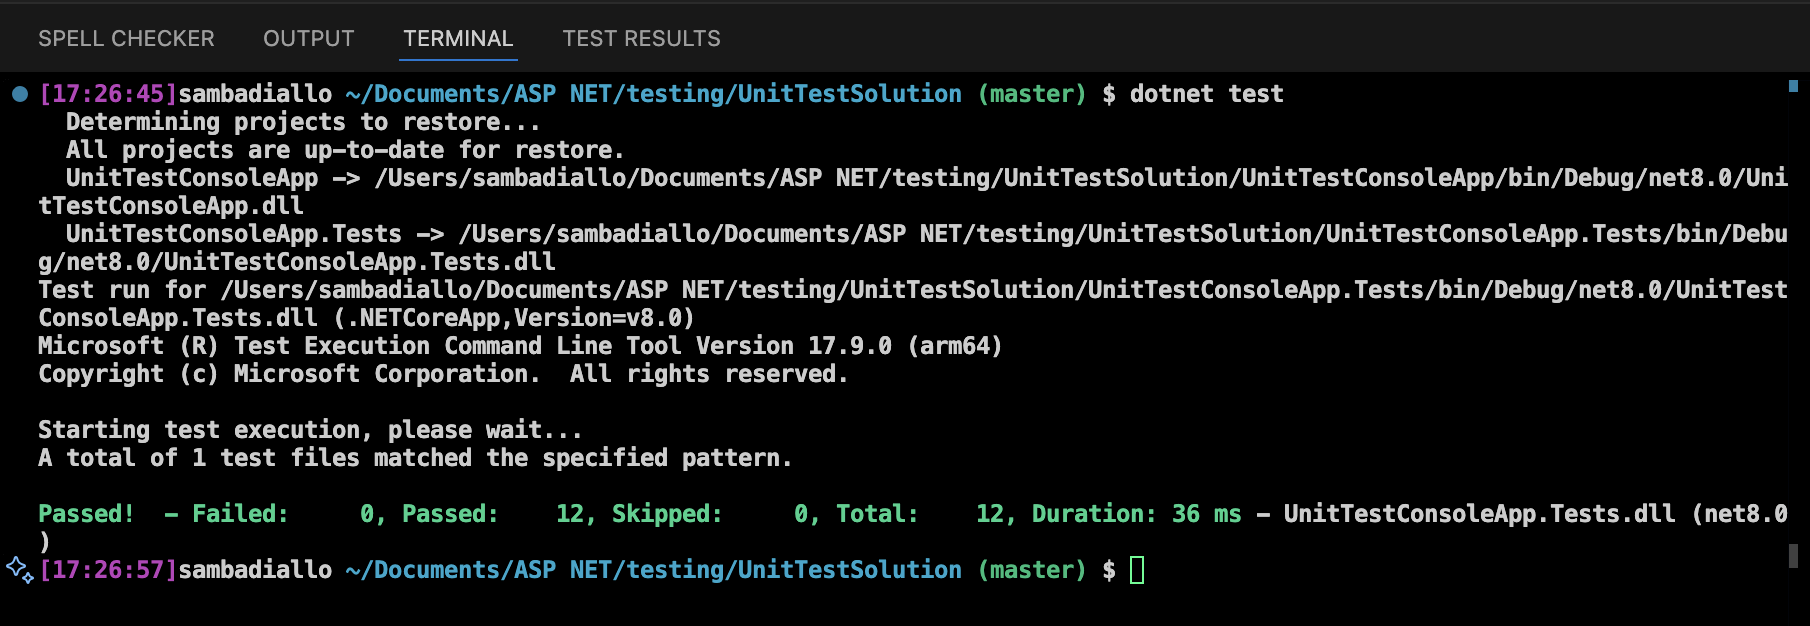 SPELL CHECKER OUTPUT TERMINAL TEST RESULTS
[17:26:45]sambadiallo ~/Documents/ASP NET/testing/UnitTestSolution (master) $ dotnet test
  Determining projects to restore...
  All projects are up-to-date for restore.
  UnitTestConsoleApp -> /Users/sambadiallo/Documents/ASP NET/testing/UnitTestSolution/UnitTestConsoleApp/bin/Debug/net8.0/Uni
tTestConsoleApp.dll
  UnitTestConsoleApp.Tests -> /Users/sambadiallo/Documents/ASP NET/testing/UnitTestSolution/UnitTestConsoleApp.Tests/bin/Debu
g/net8.0/UnitTestConsoleApp.Tests.dll
Test run for /Users/sambadiallo/Documents/ASP NET/testing/UnitTestSolution/UnitTestConsoleApp.Tests/bin/Debug/net8.0/UnitTest
ConsoleApp.Tests.dll (.NETCoreApp,Version=v8.0)
Microsoft (R) Test Execution Command Line Tool Version 17.9.0 (arm64)
Copyright (c) Microsoft Corporation.  All rights reserved.

Starting test execution, please wait...
A total of 1 test files matched the specified pattern.

Passed!  - Failed:     0, Passed:    12, Skipped:     0, Total:    12, Duration: 36 ms - UnitTestConsoleApp.Tests.dll (net8.0
)
[17:26:57]sambadiallo ~/Documents/ASP NET/testing/UnitTestSolution (master) $